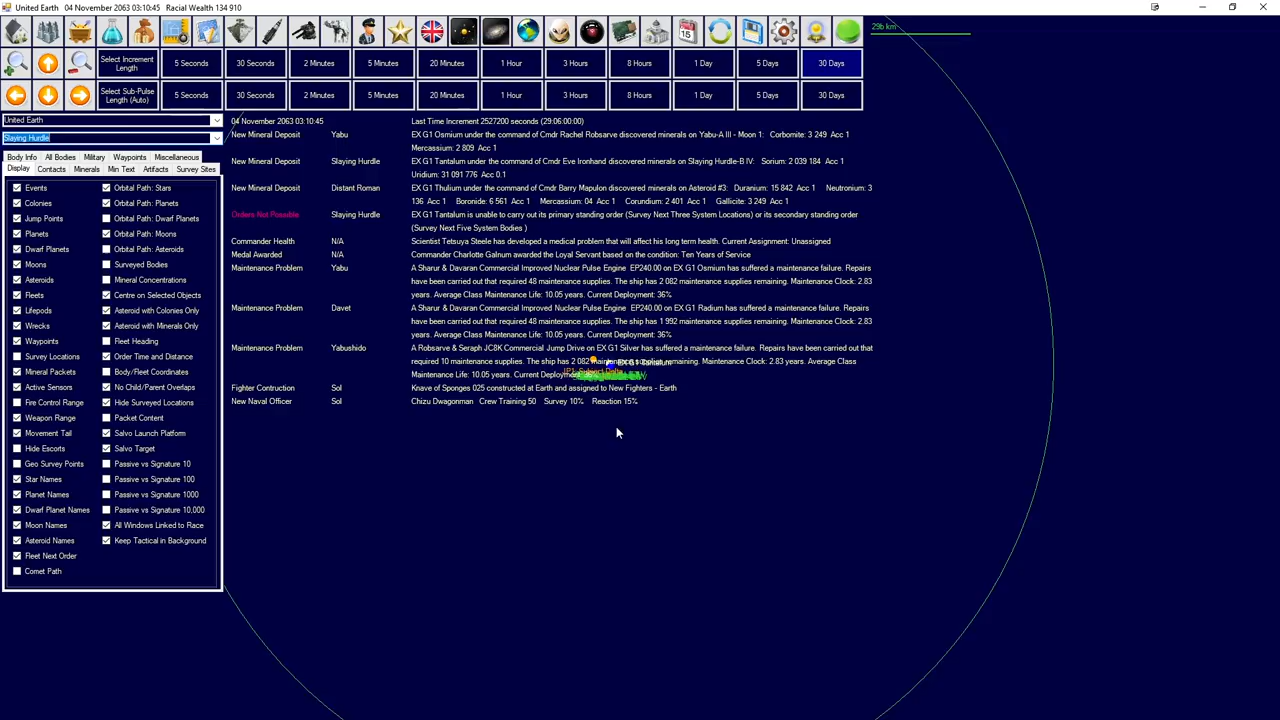 United Earth   04 November 2063 03:10:45   Racial Wealth 134 910
29b km
Select Increment Length
5 Seconds
30 Seconds
2 Minutes
5 Minutes
20 Minutes
1 Hour
3 Hours
8 Hours
1 Day
5 Days
30 Days
Select Sub-Pulse Length (Auto)
5 Seconds
30 Seconds
2 Minutes
5 Minutes
20 Minutes
1 Hour
3 Hours
8 Hours
1 Day
5 Days
30 Days
United Earth
Slaying Hurdle
Body Info   All Bodies   Military   Waypoints   Miscellaneous
Display   Contacts   Minerals   Min Text   Artifacts   Survey Sites
Events   Orbital Path: Stars
Colonies   Orbital Path: Planets
Jump Points   Orbital Path: Dwarf Planets
Planets   Orbital Path: Moons
Dwarf Planets   Orbital Path: Asteroids
Moons   Surveyed Bodies
Asteroids   Mineral Concentrations
Fleets   Centre on Selected Objects
Lifepods   Asteroid with Colonies Only
Wrecks   Asteroid with Minerals Only
Waypoints   Fleet Heading
Survey Locations   Order Time and Distance
Mineral Packets   Body/Fleet Coordinates
Active Sensors   No Child/Parent Overlaps
Fire Control Range   Hide Surveyed Locations
Weapon Range   Packet Content
Movement Tail   Salvo Launch Platform
Hide Escorts   Salvo Target
Geo Survey Points   Passive vs Signature 10
Star Names   Passive vs Signature 100
Planet Names   Passive vs Signature 1000
Dwarf Planet Names   Passive vs Signature 10,000
Moon Names   All Windows Linked to Race
Asteroid Names   Keep Tactical in Background
Fleet Next Order
Comet Path
04 November 2063 03:10:45   Last Time Increment 2527200 seconds (29:06:00:00)
New Mineral Deposit   Yabu   EX G1 Osmium under the command of Cmdr Rachel Robsarve discovered minerals on Yabu-A III - Moon 1:  Corbomite: 3 249  Acc 1
Mercassium: 2 809  Acc 1
New Mineral Deposit   Slaying Hurdle   EX G1 Tantalum under the command of Cmdr Eve Ironhand discovered minerals on Slaying Hurdle-B IV:  Sorium: 2 039 184  Acc 1
Uridium: 31 091 776  Acc 0.1
New Mineral Deposit   Distant Roman   EX G1 Thulium under the command of Cmdr Barry Mapulon discovered minerals on Asteroid #3:  Duranium: 15 842  Acc 1   Neutronium: 3
136  Acc 1   Boronide: 6 561  Acc 1   Mercassium: 04  Acc 1   Corundium: 2 401  Acc 1   Gallicite: 3 249  Acc 1
Orders Not Possible   Slaying Hurdle   EX G1 Tantalum is unable to carry out its primary standing order (Survey Next Three System Locations) or its secondary standing order
(Survey Next Five System Bodies )
Commander Health   N/A   Scientist Tetsuya Steele has developed a medical problem that will affect his long term health. Current Assignment: Unassigned
Medal Awarded   N/A   Commander Charlotte Galnum awarded the Loyal Servant based on the condition: Ten Years of Service
Maintenance Problem   Yabu   A Sharur & Davaran Commercial Improved Nuclear Pulse Engine  EP240.00 on EX G1 Osmium has suffered a maintenance failure. Repairs
have been carried out that required 48 maintenance supplies. The ship has 2 082 maintenance supplies remaining. Maintenance Clock: 2.83
years. Average Class Maintenance Life: 10.05 years. Current Deployment: 36%
Maintenance Problem   Davet   A Sharur & Davaran Commercial Improved Nuclear Pulse Engine  EP240.00 on EX G1 Radium has suffered a maintenance failure. Repairs
have been carried out that required 48 maintenance supplies. The ship has 1 992 maintenance supplies remaining. Maintenance Clock: 2.83
years. Average Class Maintenance Life: 10.05 years. Current Deployment: 36%
Maintenance Problem   Yabushido   A Robsarve & Seraph JC8K Commercial Jump Drive on EX G1 Silver has suffered a maintenance failure. Repairs have been carried out that
required 10 maintenance supplies. The ship has 2 082 maintenance supplies remaining. Maintenance Clock: 2.83 years. Average Class
Maintenance Life: 10.05 years. Current Deployment:
Fighter Contruction   Sol   Knave of Sponges 025 constructed at Earth and assigned to New Fighters - Earth
New Naval Officer   Sol   Chizu Dwagonman   Crew Training 50   Survey 10%   Reaction 15%